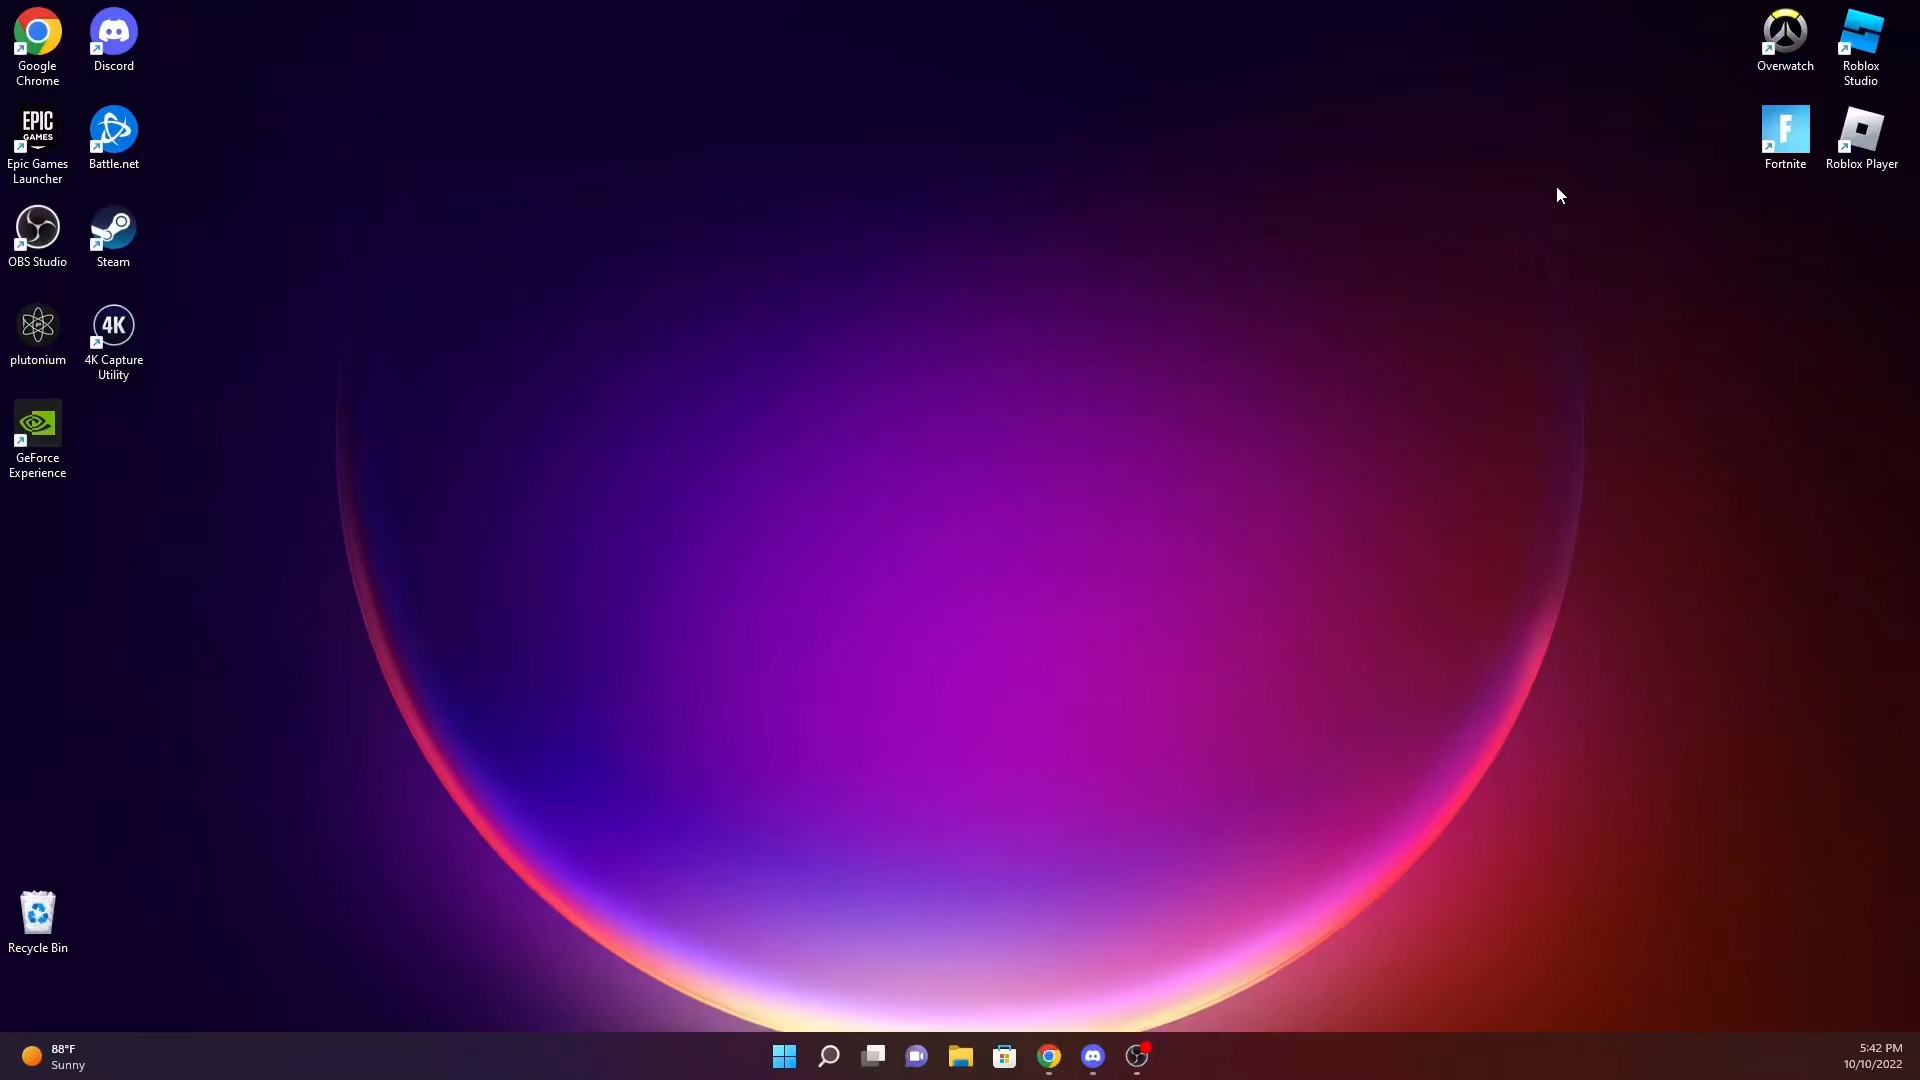 Google
Chrome
Discord
EPIC
GAMES
Epic Games
Launcher
Battle.net
OBS Studio
Steam
plutonium
4K
4K Capture
Utility
GeForce
Experience
Recycle Bin
Overwatch
Roblox
Studio
F
Fortnite
Roblox Player
88°F
Sunny
5:42 PM
10/10/2022